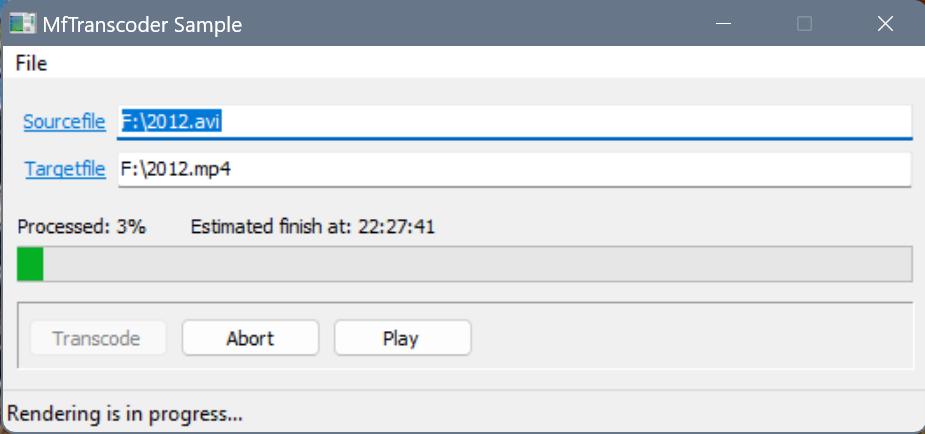 MfTranscoder Sample
File
Sourcefile F:\2012.avi
Targetfile F:\2012.mp4
Processed: 3% Estimated finish at: 22:27:41
Transcode Abort Play
Rendering is in progress...